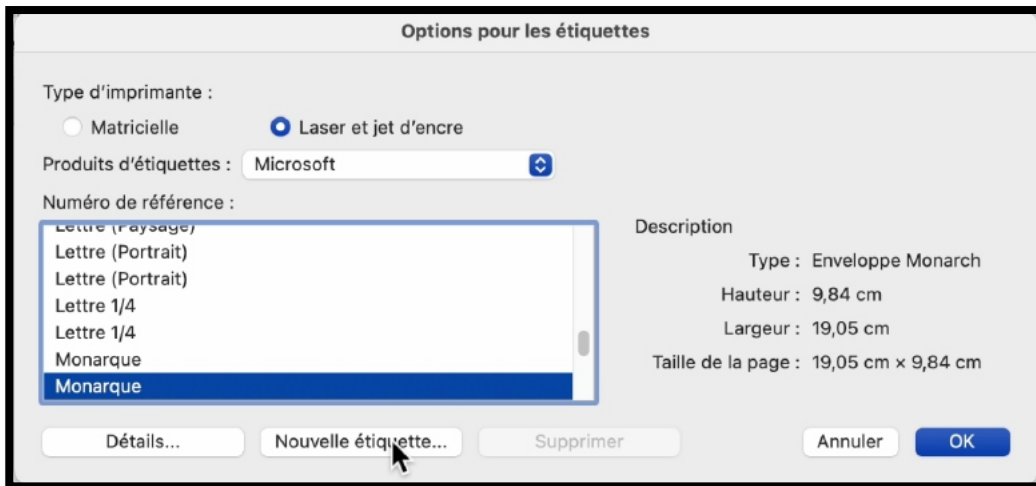 Options pour les étiquettes
Type d'imprimante :
Matricielle Laser et jet d'encre
Produits d'étiquettes : Microsoft
Numéro de référence :
Lettre (Paysage)
Lettre (Portrait)
Lettre (Portrait)
Lettre 1/4
Lettre 1/4
Monarque
Monarque
Description
Type : Enveloppe Monarch
Hauteur : 9,84 cm
Largeur : 19,05 cm
Taille de la page : 19,05 cm × 9,84 cm
Détails... Nouvelle étiquette... Supprimer Annuler OK